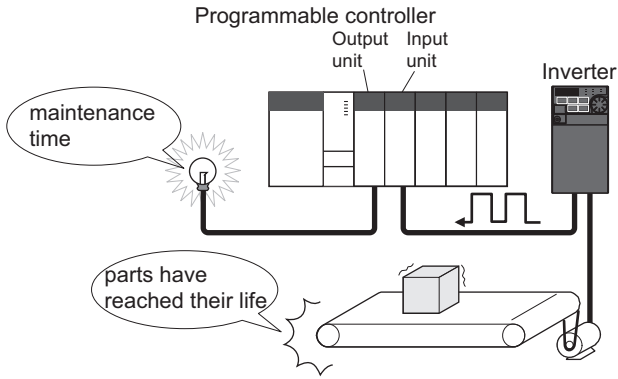 Programmable controller
Output Input
unit unit
Inverter
maintenance
time
parts have
reached their life